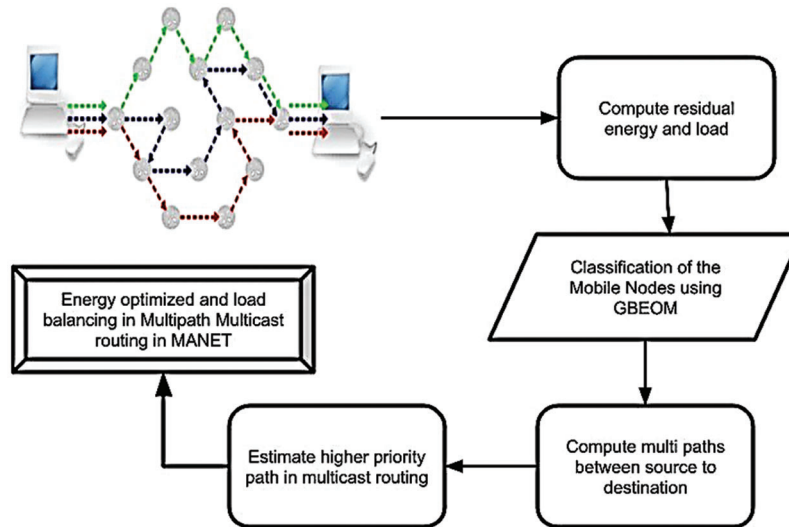 Compute residual
energy and load
Classification of the
Mobile Nodes using
GBEOM
Compute multi paths
between source to
destination
Estimate higher priority
path in multicast routing
Energy optimized and load
balancing in Multipath Multicast
routing in MANET